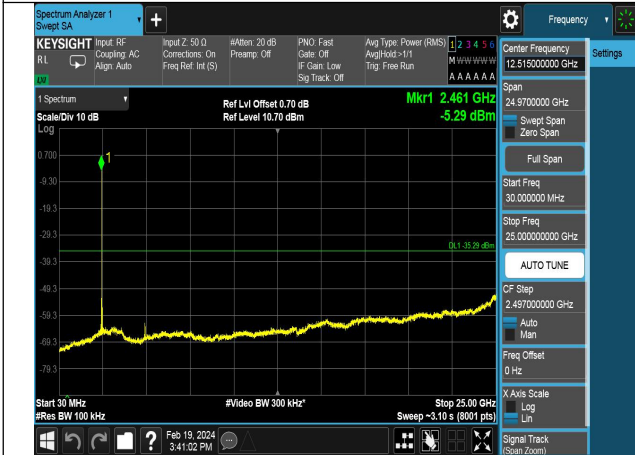 Spectrum Analyzer 1
Swept SA
+
Frequency
KEYSIGHT
RL
LXI
Input: RF
Coupling: AC
Align: Auto
Input Z: 50 Ω
Corrections: On
Freq Ref: Int (S)
#Atten: 20 dB
Preamp: Off
PNO: Fast
Gate: Off
IF Gain: Low
Sig Track: Off
Avg Type: Power (RMS)
Avg|Hold:>1/1
Trig: Free Run
1 2 3 4 5 6
M W W W W W
A A A A A A
1 Spectrum
Scale/Div 10 dB
Log
Ref Lvl Offset 0.70 dB
Ref Level 10.70 dBm
Mkr1 2.461 GHz
-5.29 dBm
0.700
-9.30
-19.3
-29.3
-39.3
-49.3
-59.3
-69.3
-79.3
1
DL1 -35.29 dBm
Start 30 MHz
#Res BW 100 kHz
#Video BW 300 kHz*
Stop 25.00 GHz
Sweep ~3.10 s (8001 pts)
Center Frequency
12.515000000 GHz
Settings
Span
24.9700000 GHz
Swept Span
Zero Span
Full Span
Start Freq
30.000000 MHz
Stop Freq
25.000000000 GHz
AUTO TUNE
CF Step
2.497000000 GHz
Auto
Man
Freq Offset
0 Hz
X Axis Scale
Log
Lin
Signal Track
(Span Zoom)
?
Feb 19, 2024
3:41:02 PM